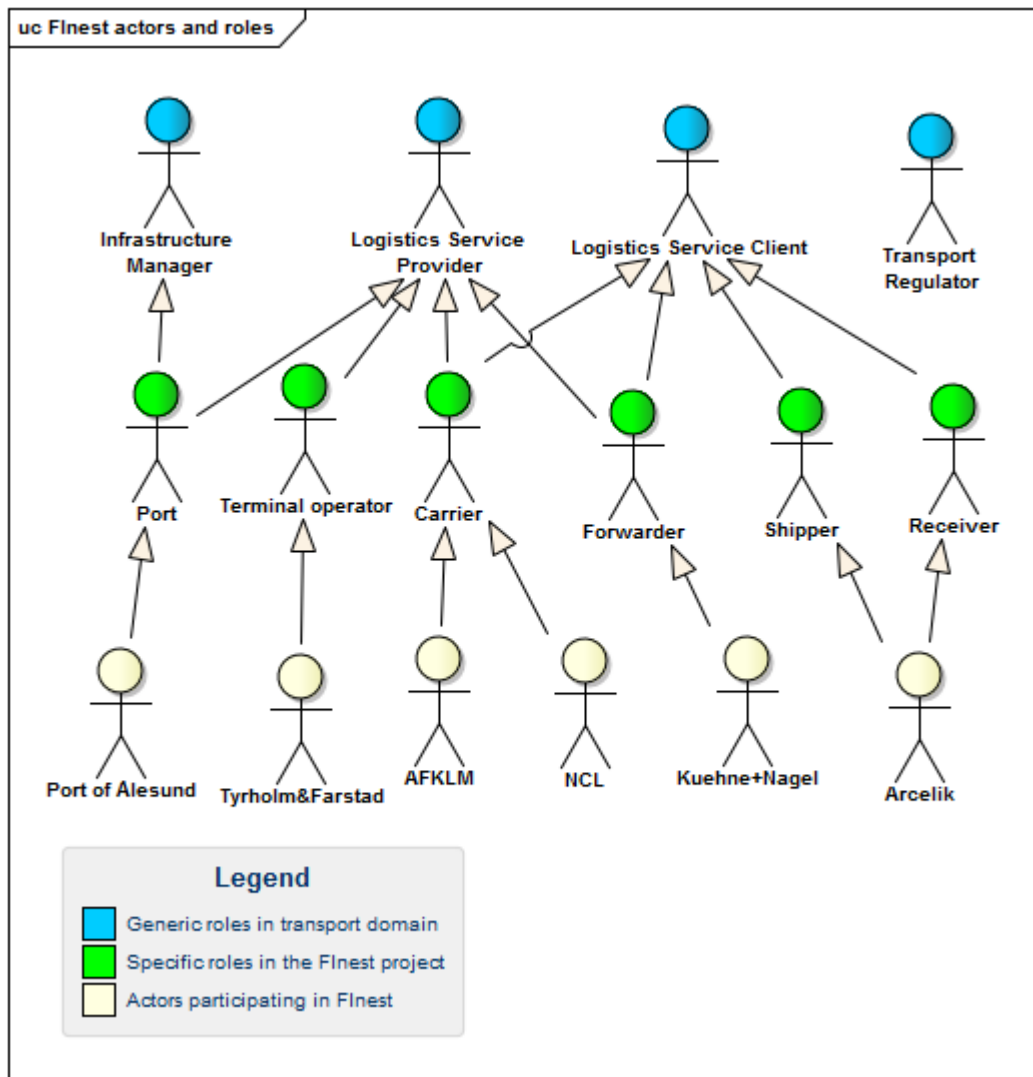 uc FInest actors and roles
Infrastructure
Manager
Logistics Service
Provider
Logistics Service Client
Transport
Regulator
Port
Terminal operator
Carrier
Forwarder
Shipper
Receiver
Port of Alesund
Tyrholm&Farstad
AFKLM
NCL
Kuehne+Nagel
Arcelik
Legend
Generic roles in transport domain
Specific roles in the FInest project
Actors participating in FInest